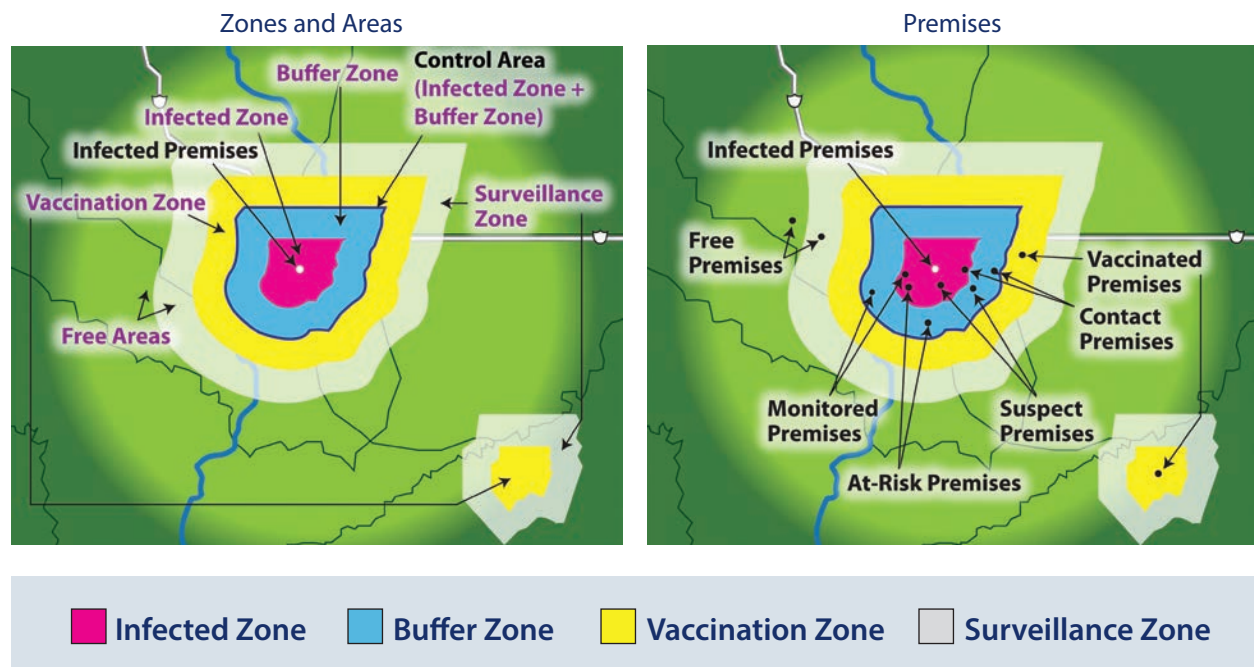 Zones and Areas
Buffer Zone
Control Area
(Infected Zone +
Buffer Zone)
Infected Zone
Infected Premises
Vaccination Zone
Surveillance
Zone
Free Areas
Premises
Infected Premises
Free
Premises
Vaccinated
Premises
Contact
Premises
Monitored
Premises
Suspect
Premises
At-Risk Premises
Infected Zone
Buffer Zone
Vaccination Zone
Surveillance Zone